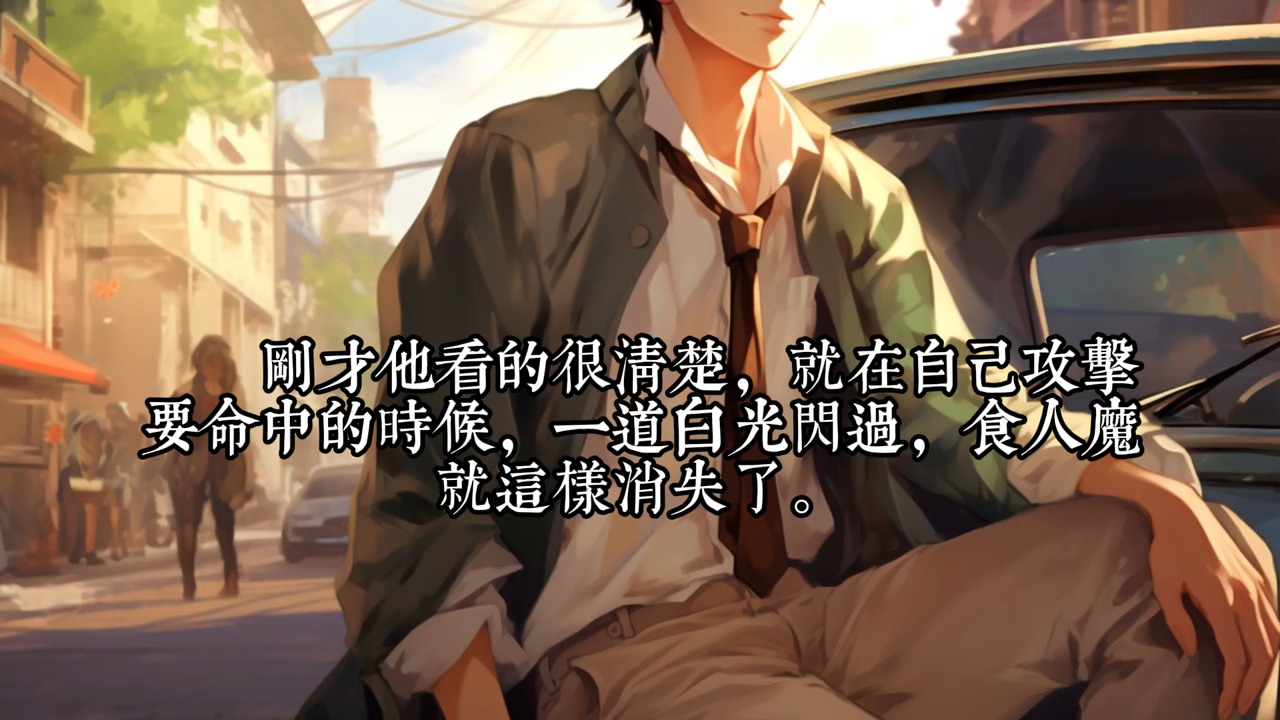 剛才他看的很清楚，就在自己攻擊
要命中的時候，一道白光閃過，食人魔
就這樣消失了。